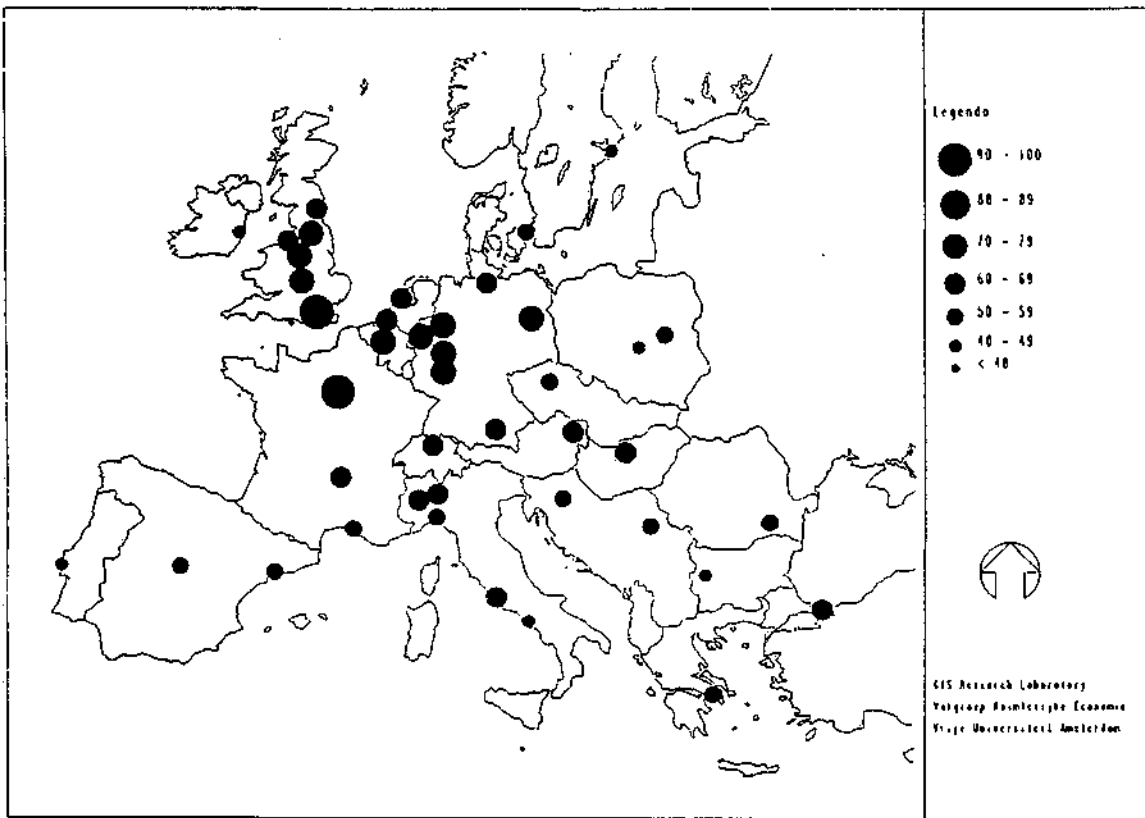 Legenda
90 - 100
80 - 89
70 - 79
60 - 69
50 - 59
40 - 49
< 40
GIS Research Laboratory
Vakgroep Ruimtelijke Economie
Vrije Universiteit Amsterdam